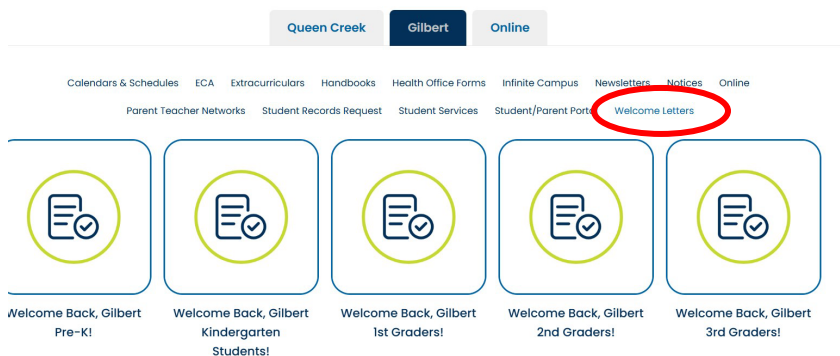 Queen Creek Gilbert Online
Calendars & Schedules ECA Extracurriculars Handbooks Health Office Forms Infinite Campus Newsletters Notices Online
Parent Teacher Networks Student Records Request Student Services Student/Parent Welcome Letters
Welcome Back, Gilbert Welcome Back, Gilbert Welcome Back, Gilbert Welcome Back, Gilbert Welcome Back, Gilbert
Pre-K! Kindergarten 1st Graders! 2nd Graders! 3rd Graders!
Students!